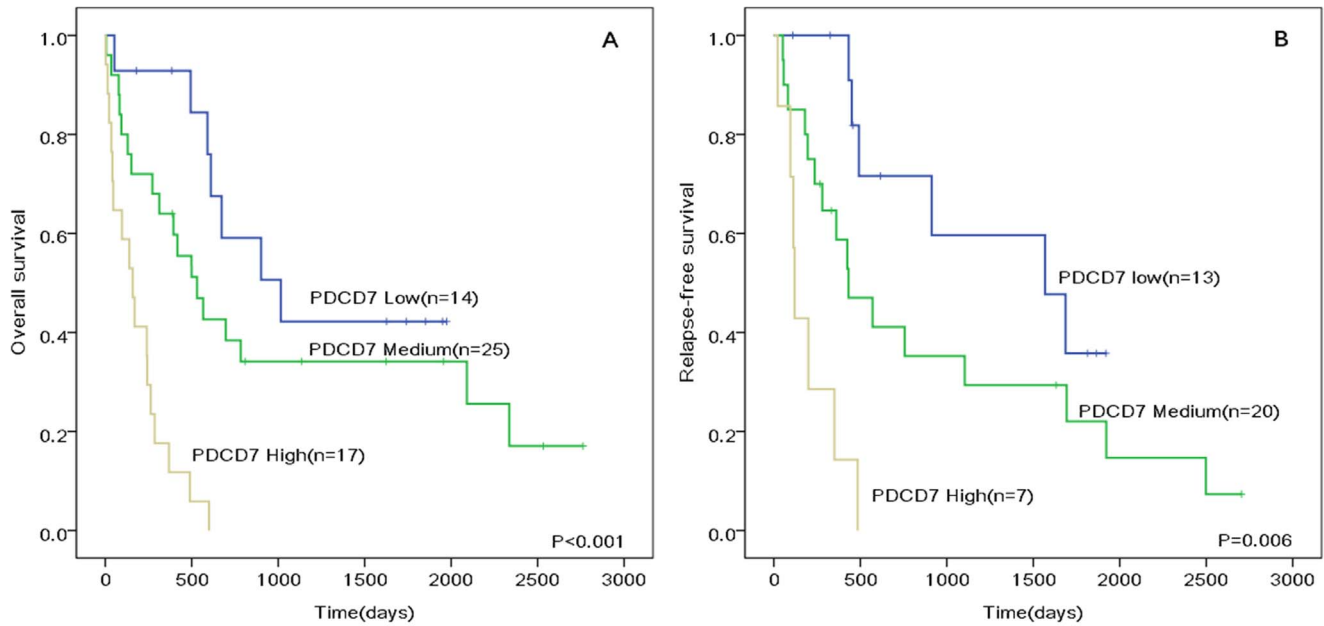 A
1.0
0.8
0.6
0.4
0.2
0.0
Overall survival
PDCD7 Low(n=14)
PDCD7 Medium(n=25)
PDCD7 High(n=17)
P<0.001
0 500 1000 1500 2000 2500 3000
Time(days)
B
1.0
0.8
0.6
0.4
0.2
0.0
Relapse-free survival
PDCD7 low(n=13)
PDCD7 Medium(n=20)
PDCD7 High(n=7)
P=0.006
0 500 1000 1500 2000 2500 3000
Time(days)